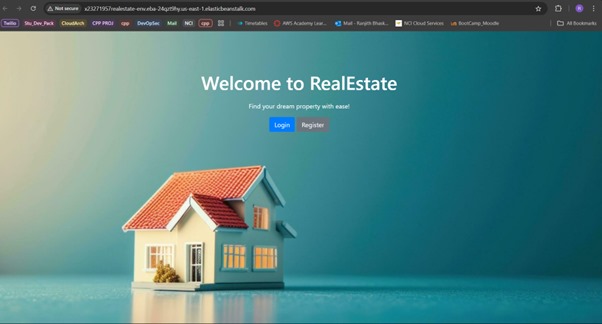 Not secure
x23271957realestate-env.eba-24qzt9hy.us-east-1.elasticbeanstalk.com
Twilio
Stu_Dev_Pack
CloudArch
CPP PROJ
cpp
DevOpSec
Mail
NCI
cpp
Timetables
AWS Academy Lear...
Mail - Ranjith Bhask...
NCI Cloud Services
BootCamp_Moodle
All Bookmarks
Welcome to RealEstate
Find your dream property with ease!
Login
Register